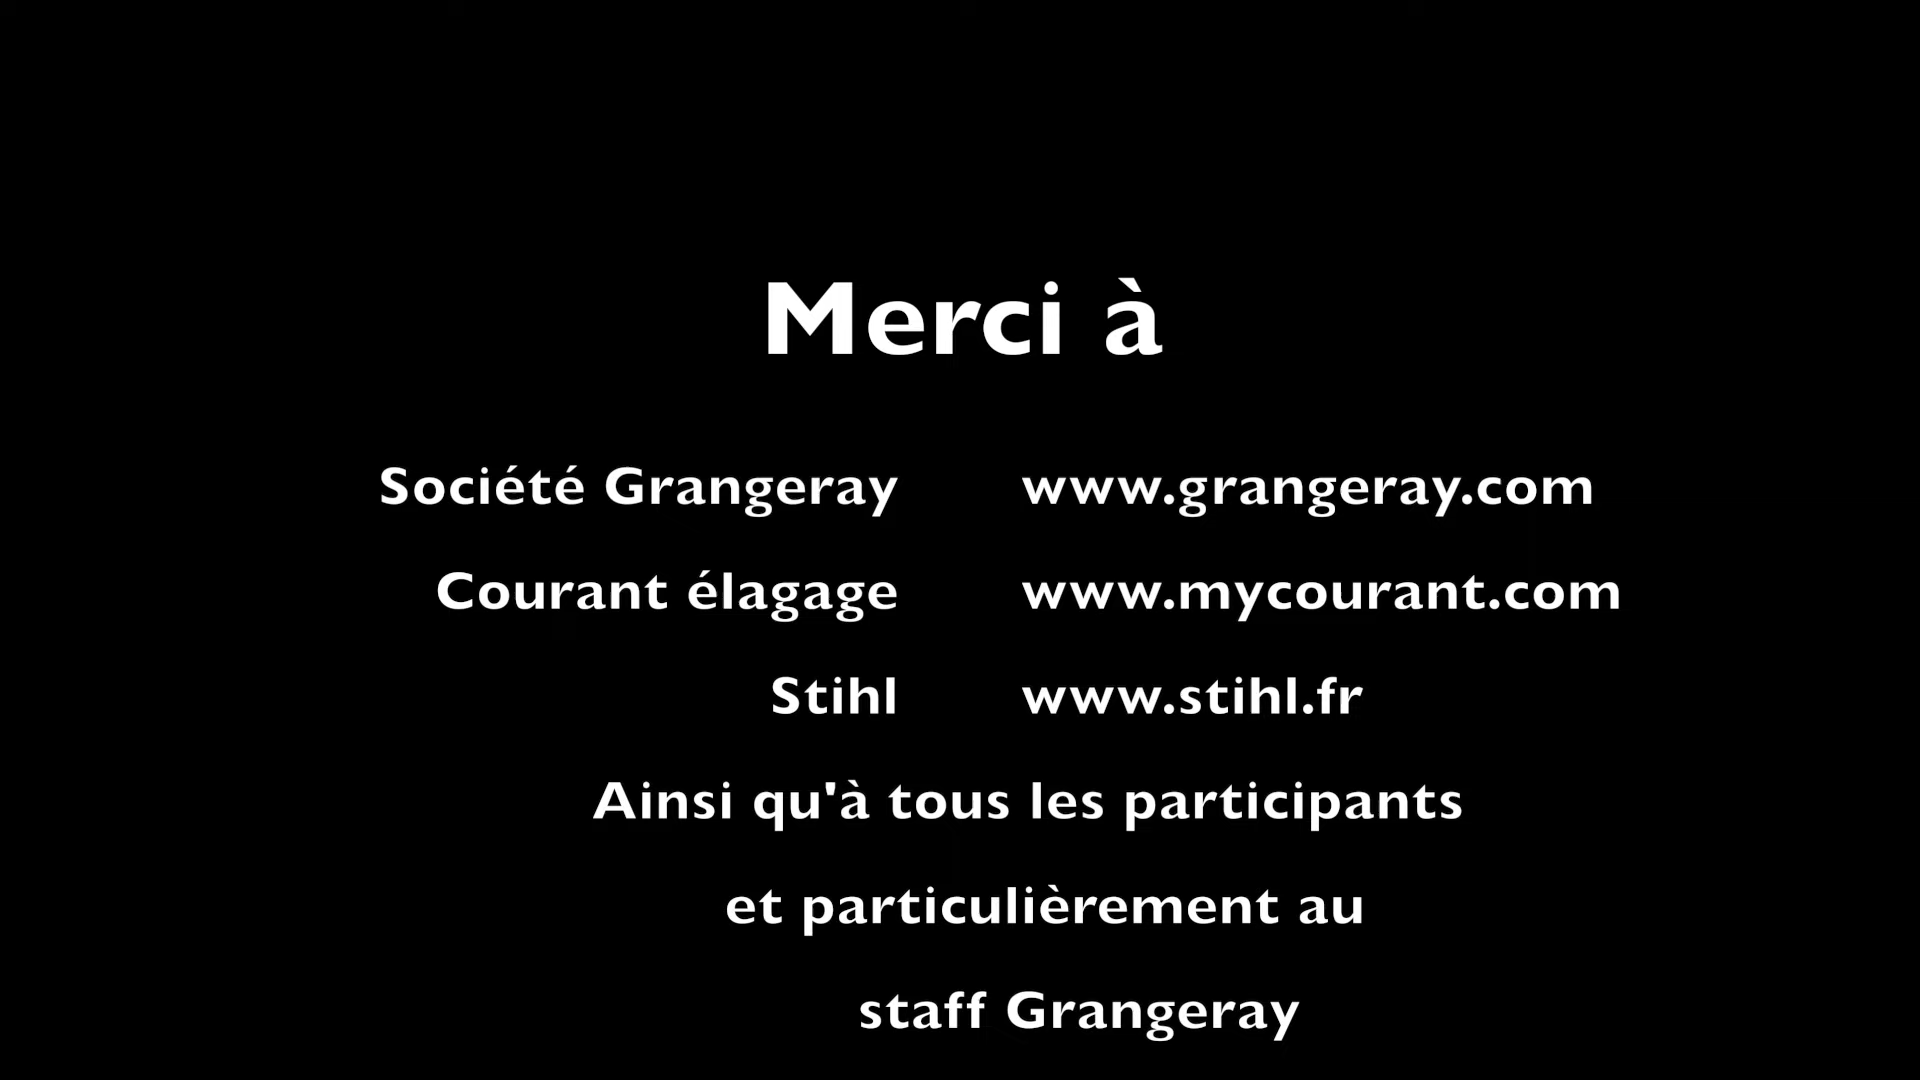 Merci à
Société Grangeray www.grangeray.com
Courant élagage www.mycourant.com
Stihl www.stihl.fr
Ainsi qu'à tous les participants
et particulièrement au
staff Grangeray